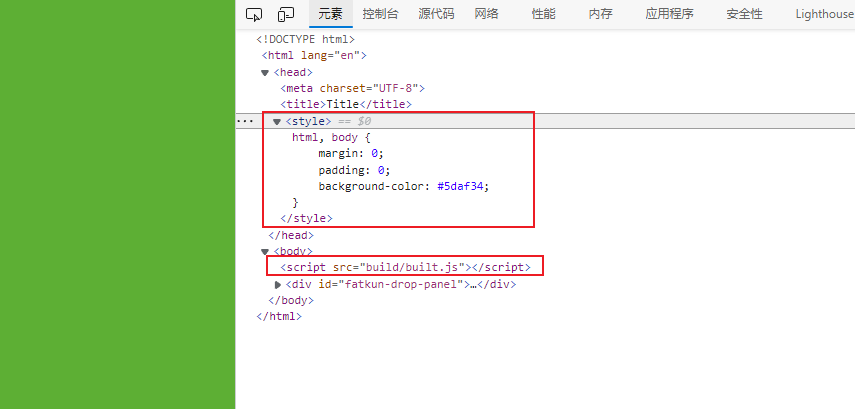 元素 控制台 源代码 网络 性能 内存 应用程序 安全性 Lighthouse
<!DOCTYPE html>
<html lang="en">
<head>
<meta charset="UTF-8">
<title>Title</title>
··· <style> == $0
html, body {
margin: 0;
padding: 0;
background-color: #5daf34;
}
</style>
</head>
<body>
<script src="build/built.js"></script>
<div id="fatkun-drop-panel">…</div>
</body>
</html>